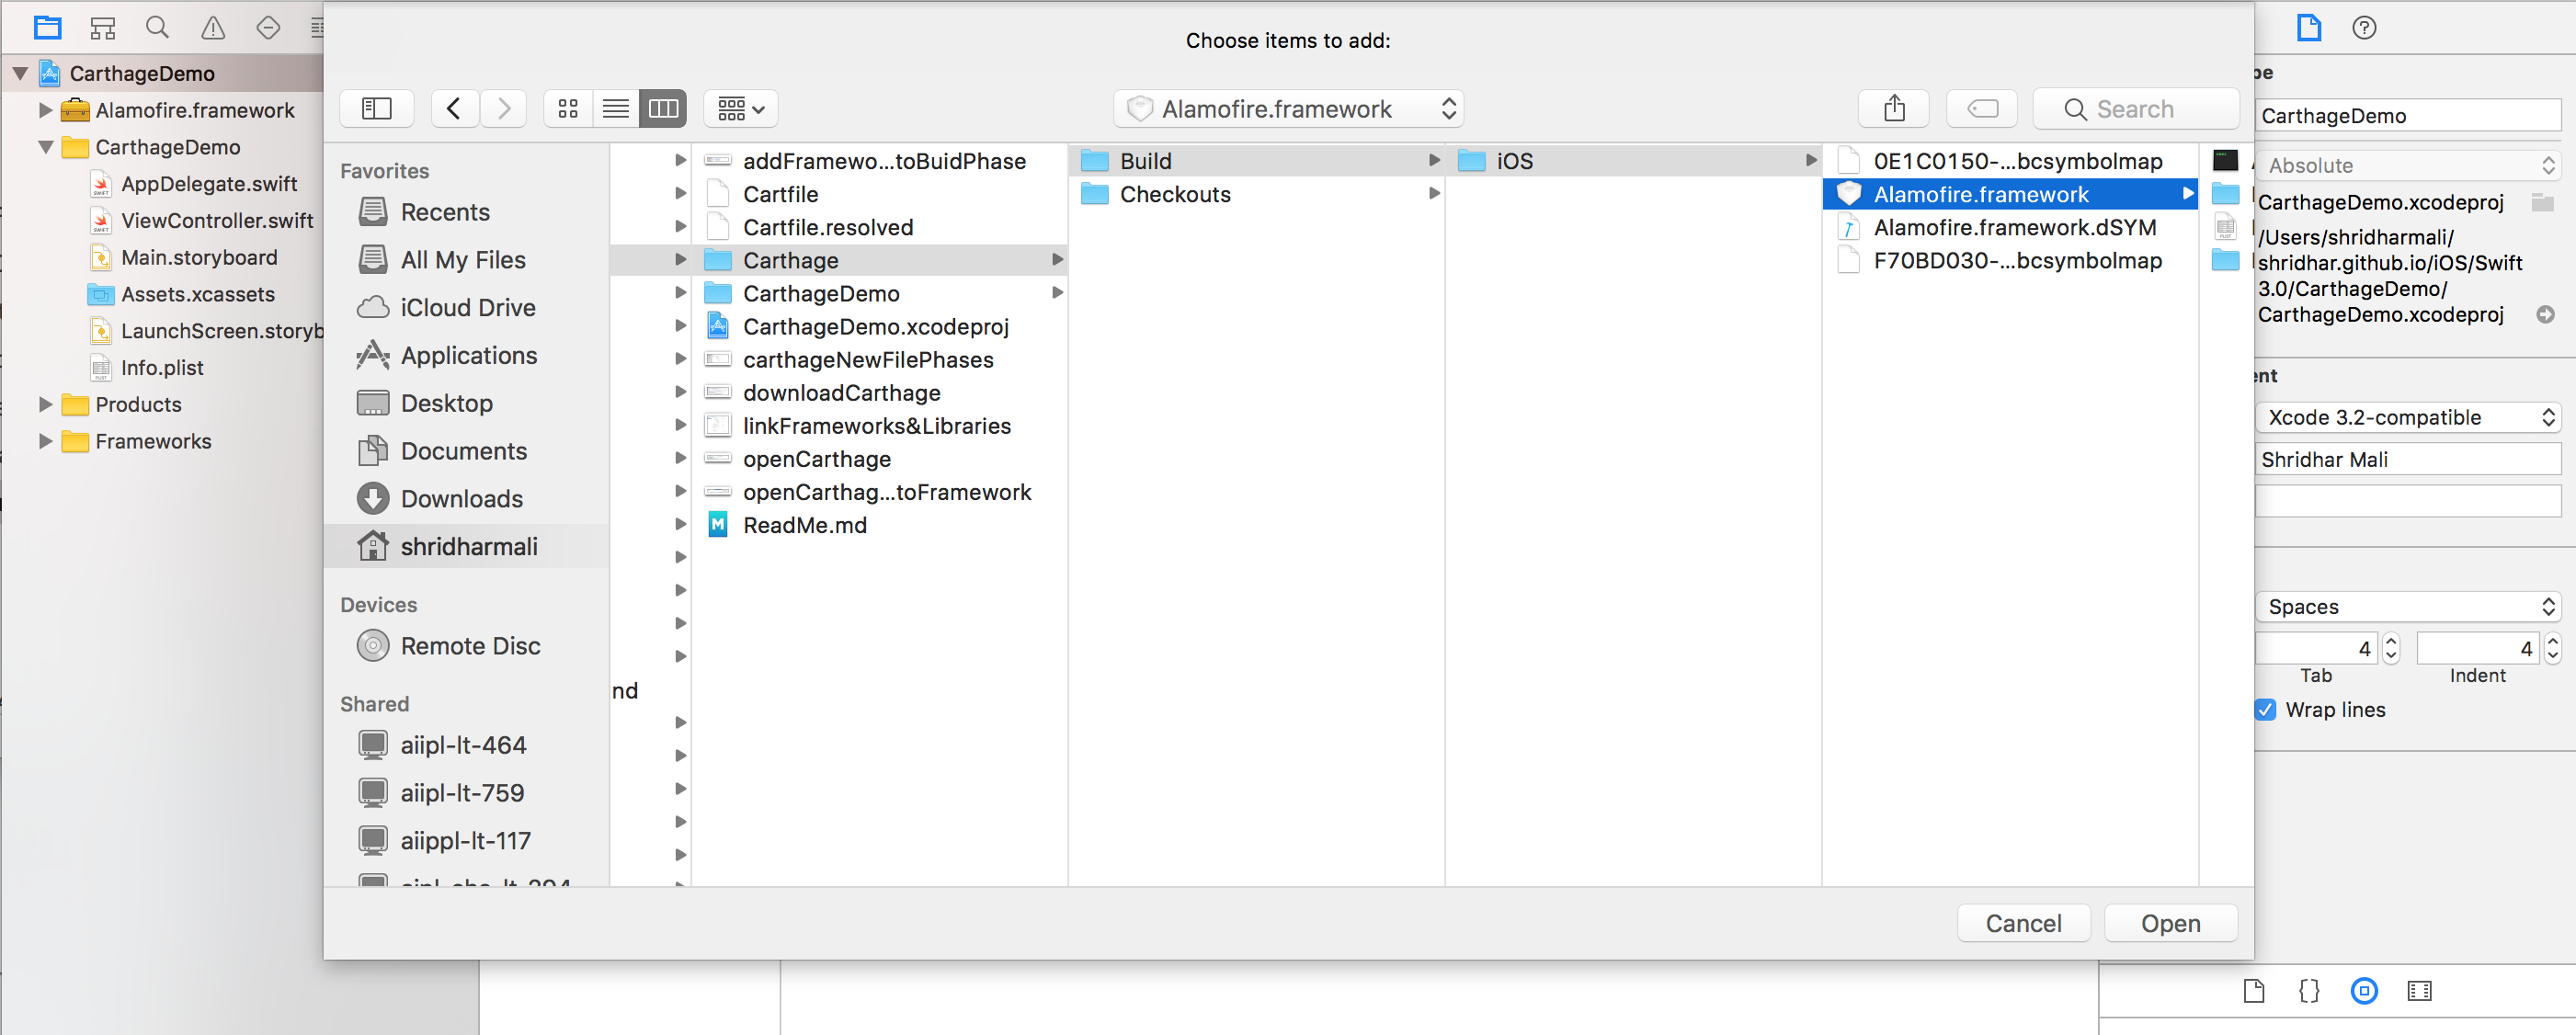 Choose items to add:
CarthageDemo
Alamofire.framework
CarthageDemo
AppDelegate.swift
ViewController.swift
Main.storyboard
Assets.xcassets
LaunchScreen.storyb
Info.plist
Products
Frameworks
Alamofire.framework
Search
Favorites
Recents
All My Files
iCloud Drive
Applications
Desktop
Documents
Downloads
shridharmali
Devices
Remote Disc
Shared
aiipl-lt-464
aiipl-lt-759
aiippl-lt-117
nd
addFramewo...toBuidPhase
Cartfile
Cartfile.resolved
Carthage
CarthageDemo
CarthageDemo.xcodeproj
carthageNewFilePhases
downloadCarthage
linkFrameworks&Libraries
openCarthage
openCarthag...toFramework
ReadMe.md
Build
Checkouts
iOS
0E1C0150-...bcsymbolmap
Alamofire.framework
Alamofire.framework.dSYM
F70BD030-...bcsymbolmap
Cancel
Open
pe
CarthageDemo
Absolute
CarthageDemo.xcodeproj
/Users/shridharmali/
shridhar.github.io/iOS/Swift
3.0/CarthageDemo/
CarthageDemo.xcodeproj
ent
Xcode 3.2-compatible
Shridhar Mali
Spaces
4
4
Tab
Indent
Wrap lines